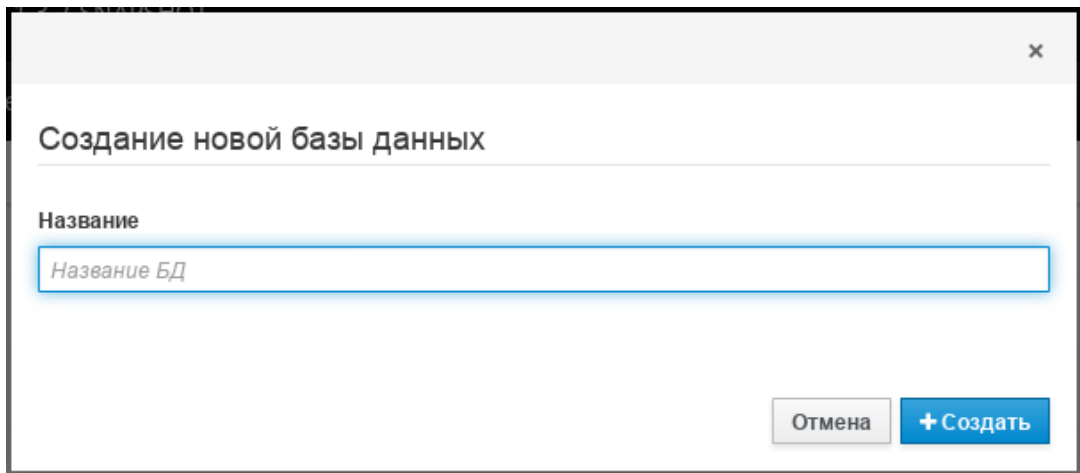 ×
Создание новой базы данных
Название
Название БД
Отмена
+ Создать